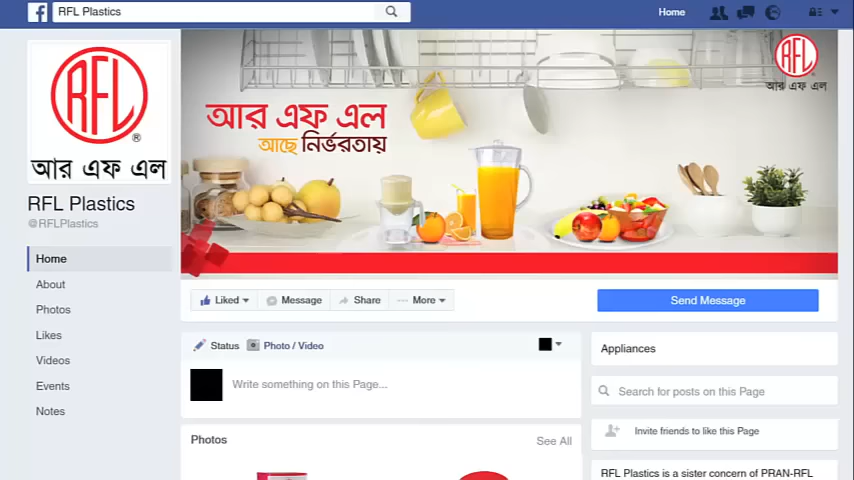 RFL Plastics
Home
RFL
®
আর এফ এল
RFL Plastics
@RFLPlastics
Home
About
Photos
Likes
Videos
Events
Notes
আর এফ এল
আছে নির্ভরতায়
RFL
আর এফ এল
Liked
Message
Share
More
Send Message
Status
Photo / Video
Write something on this Page...
Photos
See All
Appliances
Search for posts on this Page
Invite friends to like this Page
RFL Plastics is a sister concern of PRAN-RFL